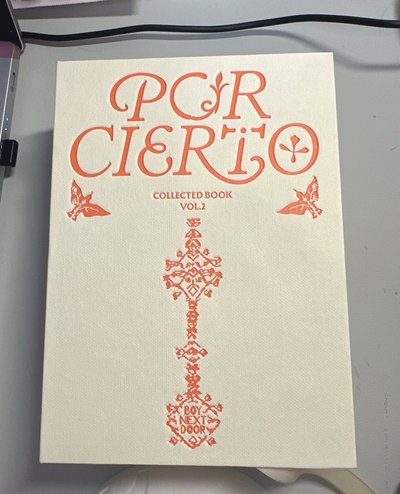 POR
CIERTO
COLLECTED BOOK
VOL.2
BOY
NEXT
DOOR